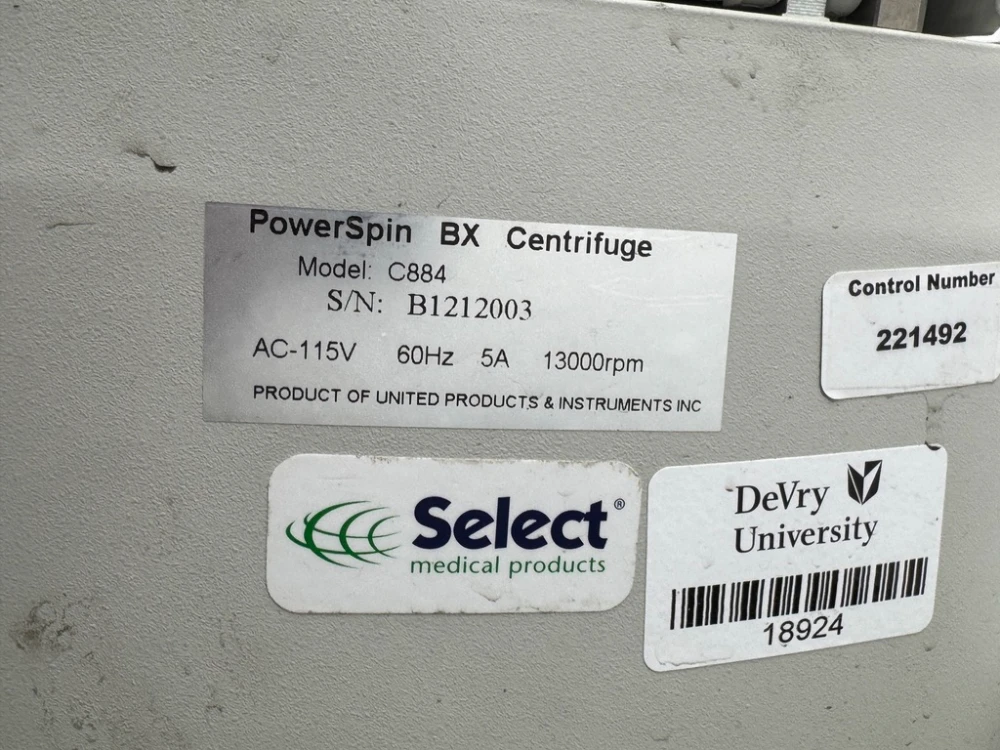 PowerSpin BX Centrifuge
Model: C884
S/N: B1212003
AC-115V 60Hz 5A 13000rpm
PRODUCT OF UNITED PRODUCTS & INSTRUMENTS INC
Control Number
221492
Select®
medical products
DeVry
University
18924